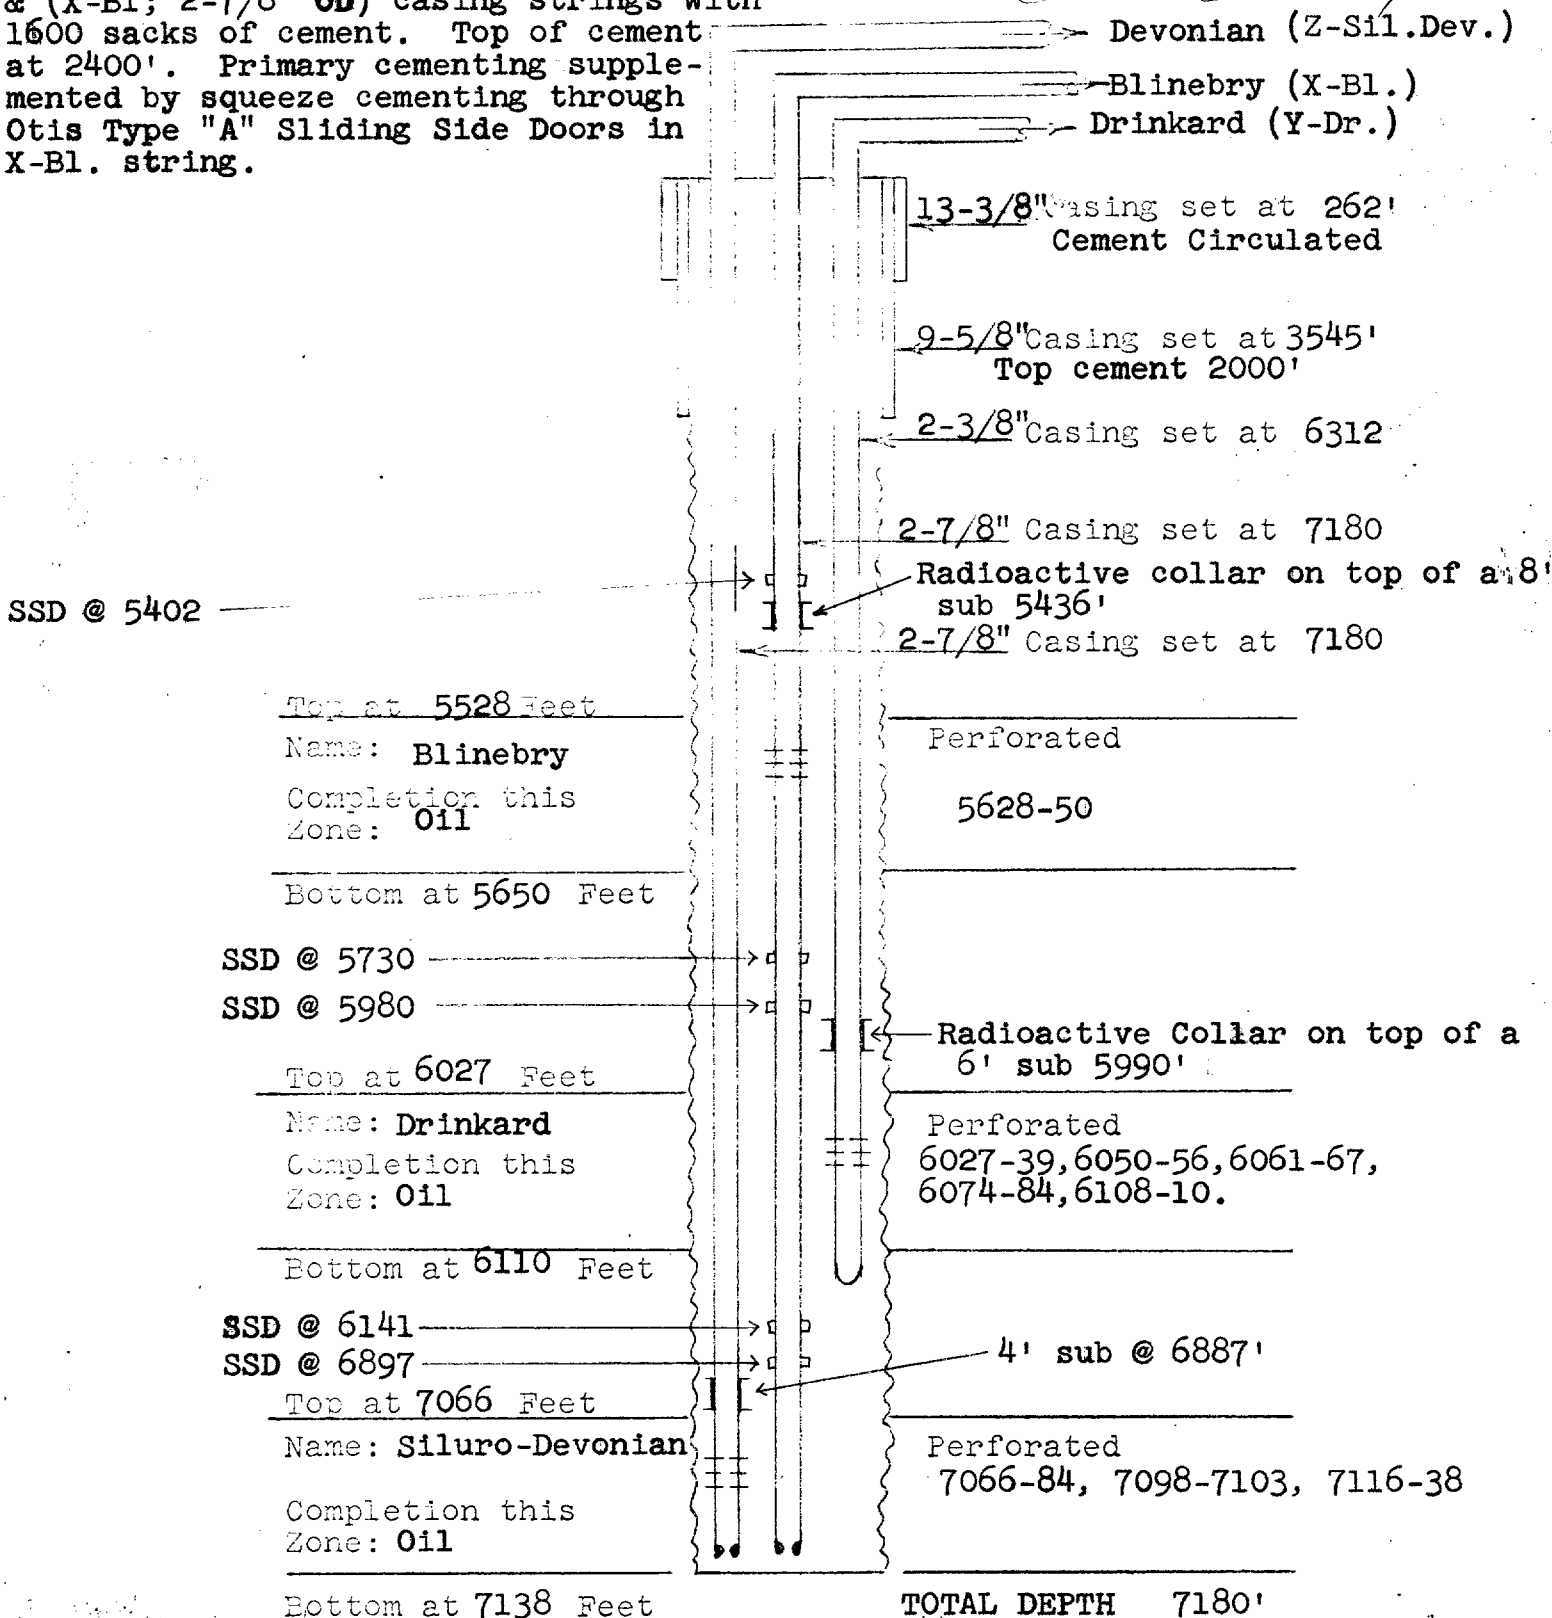 & (X-Bl; 2-7/8" OD) casing strings with
1600 sacks of cement. Top of cement
at 2400'. Primary cementing supple-
mented by squeeze cementing through
Otis Type "A" Sliding Side Doors in
X-Bl. string.
Devonian (Z-Sil.Dev.)
Blinebry (X-Bl.)
Drinkard (Y-Dr.)
13-3/8" Casing set at 262'
Cement Circulated
9-5/8" Casing set at 3545'
Top cement 2000'
2-3/8" Casing set at 6312
2-7/8" Casing set at 7180
Radioactive collar on top of a 8'
sub 5436'
SSD @ 5402
2-7/8" Casing set at 7180
Top at 5528 Feet
Name: Blinebry
Completion this
Zone: Oil
Perforated
5628-50
Bottom at 5650 Feet
SSD @ 5730
SSD @ 5980
Radioactive Collar on top of a
6' sub 5990'
Top at 6027 Feet
Name: Drinkard
Completion this
Zone: Oil
Perforated
6027-39,6050-56,6061-67,
6074-84,6108-10.
Bottom at 6110 Feet
SSD @ 6141
SSD @ 6897
4' sub @ 6887'
Top at 7066 Feet
Name: Siluro-Devonian
Completion this
Zone: Oil
Perforated
7066-84, 7098-7103, 7116-38
Bottom at 7138 Feet
TOTAL DEPTH 7180'